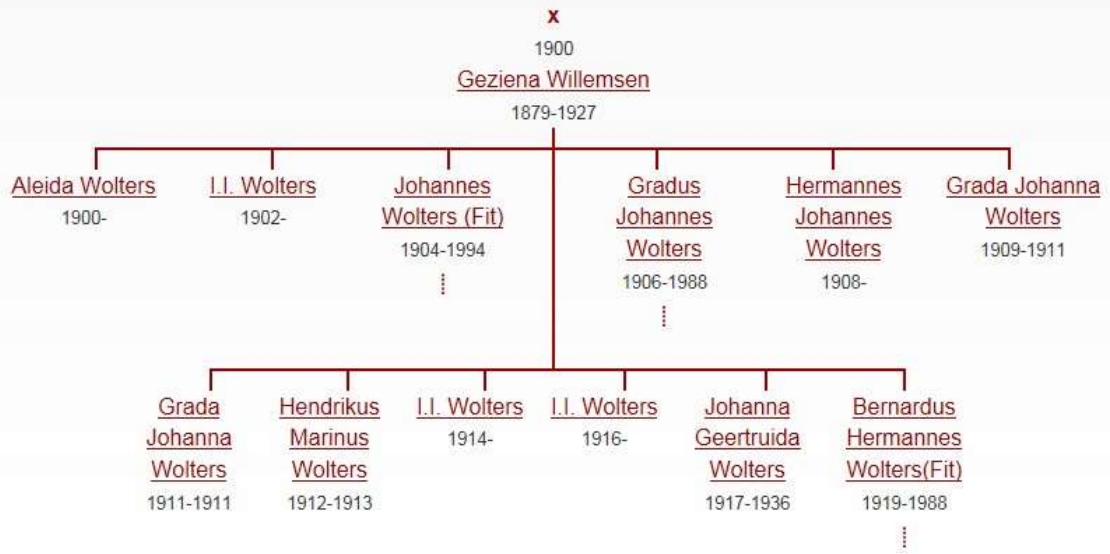 x
1900
Geziena Willemsen
1879-1927
Aleida Wolters
1900-
I.I. Wolters
1902-
Johannes
Wolters (Fit)
1904-1994
Gradus
Johannes
Wolters
1906-1988
Hermannes
Johannes
Wolters
1908-
Grada Johanna
Wolters
1909-1911
Grada
Johanna
Wolters
1911-1911
Hendrikus
Marinus
Wolters
1912-1913
I.I. Wolters
1914-
I.I. Wolters
1916-
Johanna
Geertruida
Wolters
1917-1936
Bernardus
Hermannes
Wolters(Fit)
1919-1988